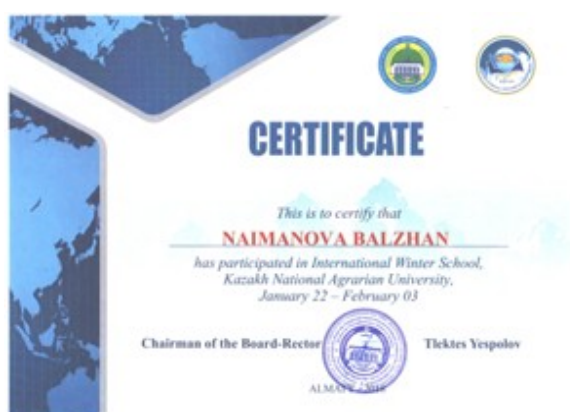 CERTIFICATE
This is to certify that
NAIMANOVA BALZHAN
has participated in International Winter School,
Kazakh National Agrarian University,
January 22 – February 03
Chairman of the Board-Rector
Tlektes Yespolov
ALMATY